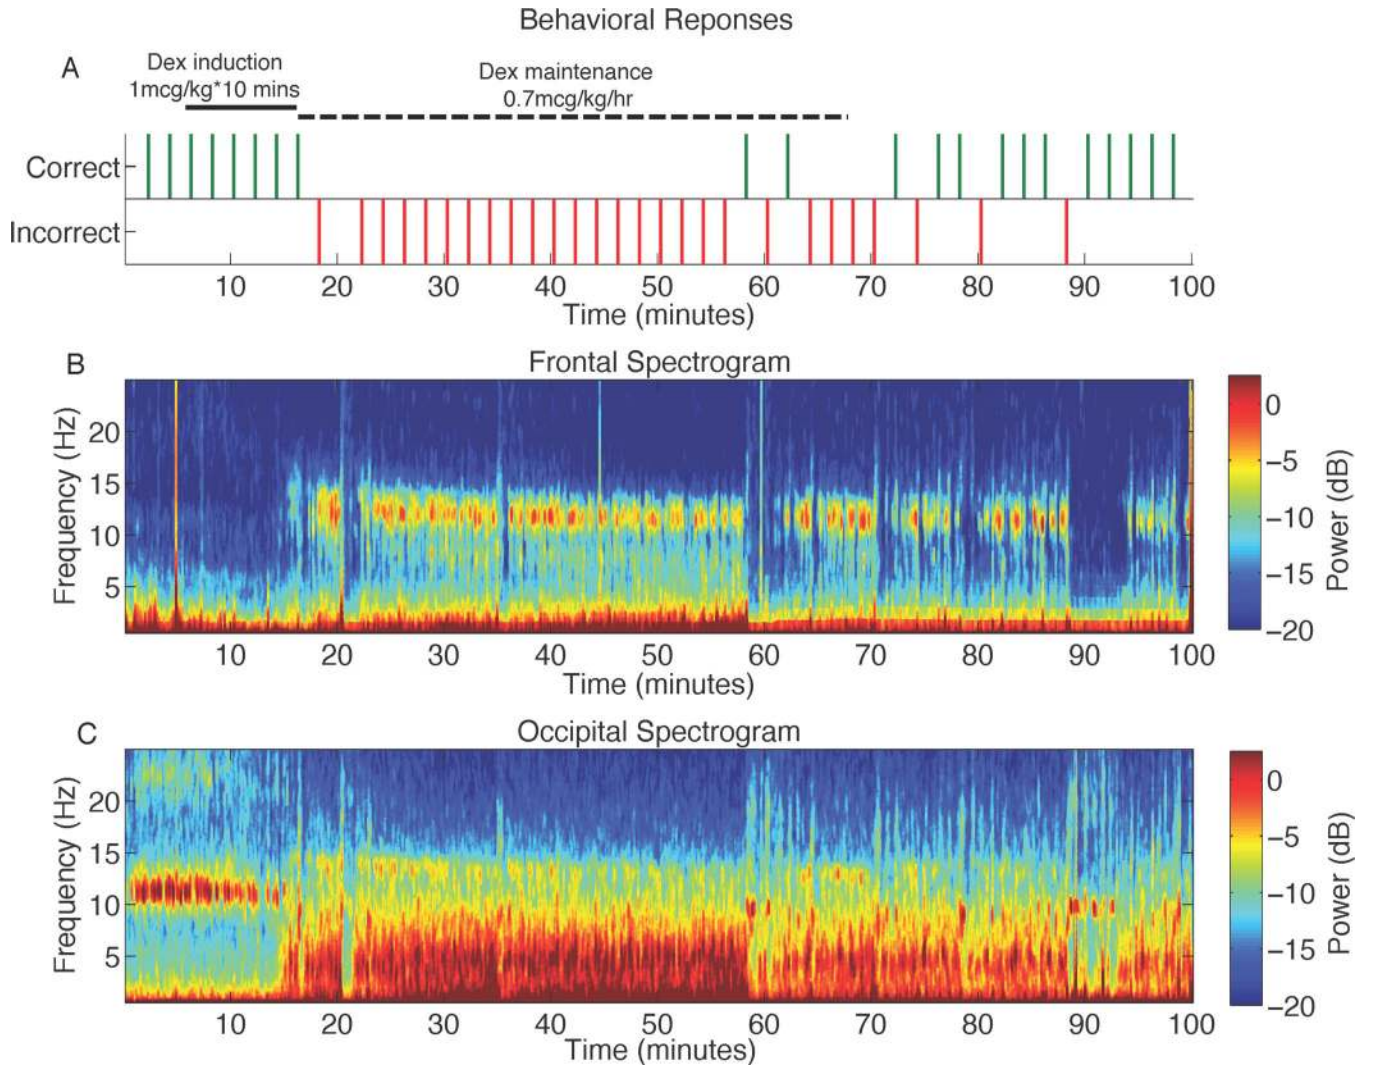 Behavioral Reponses
A
Dex induction
1mcg/kg*10 mins
Dex maintenance
0.7mcg/kg/hr
Correct
Incorrect
10 20 30 40 50 60 70 80 90 100
Time (minutes)
B
Frontal Spectrogram
Frequency (Hz)
20
15
10
5
10 20 30 40 50 60 70 80 90 100
Time (minutes)
0
−5
−10
−15
−20
Power (dB)
C
Occipital Spectrogram
Frequency (Hz)
20
15
10
5
10 20 30 40 50 60 70 80 90 100
Time (minutes)
0
−5
−10
−15
−20
Power (dB)